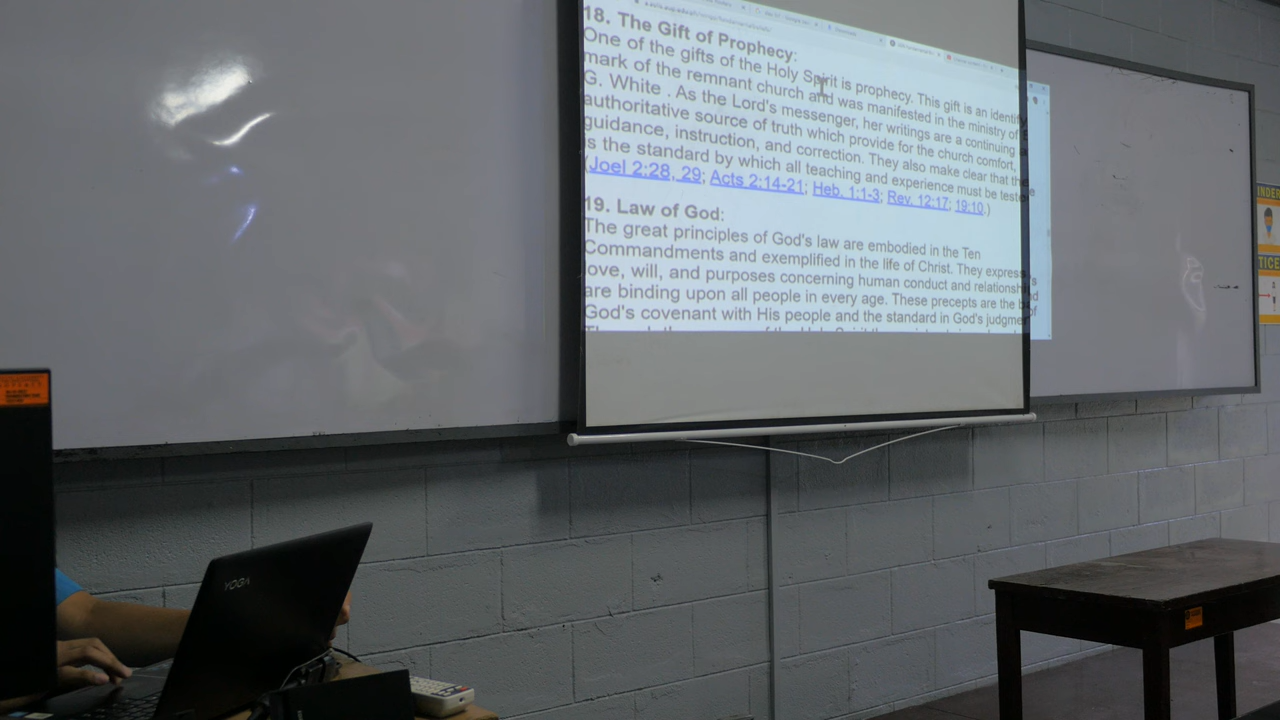 18. The Gift of Prophecy:
One of the gifts of the Holy Spirit is prophecy. This gift is an identify
mark of the remnant church and was manifested in the ministry of
G. White . As the Lord's messenger, her writings are a continuing
authoritative source of truth which provide for the church comfort,
guidance, instruction, and correction. They also make clear that the
is the standard by which all teaching and experience must be teste
(Joel 2:28, 29; Acts 2:14-21; Heb. 1:1-3; Rev. 12:17; 19:10.)
19. Law of God:
The great principles of God's law are embodied in the Ten
Commandments and exemplified in the life of Christ. They express
love, will, and purposes concerning human conduct and relationships
are binding upon all people in every age. These precepts are the b
God's covenant with His people and the standard in God's judgme
YOGA